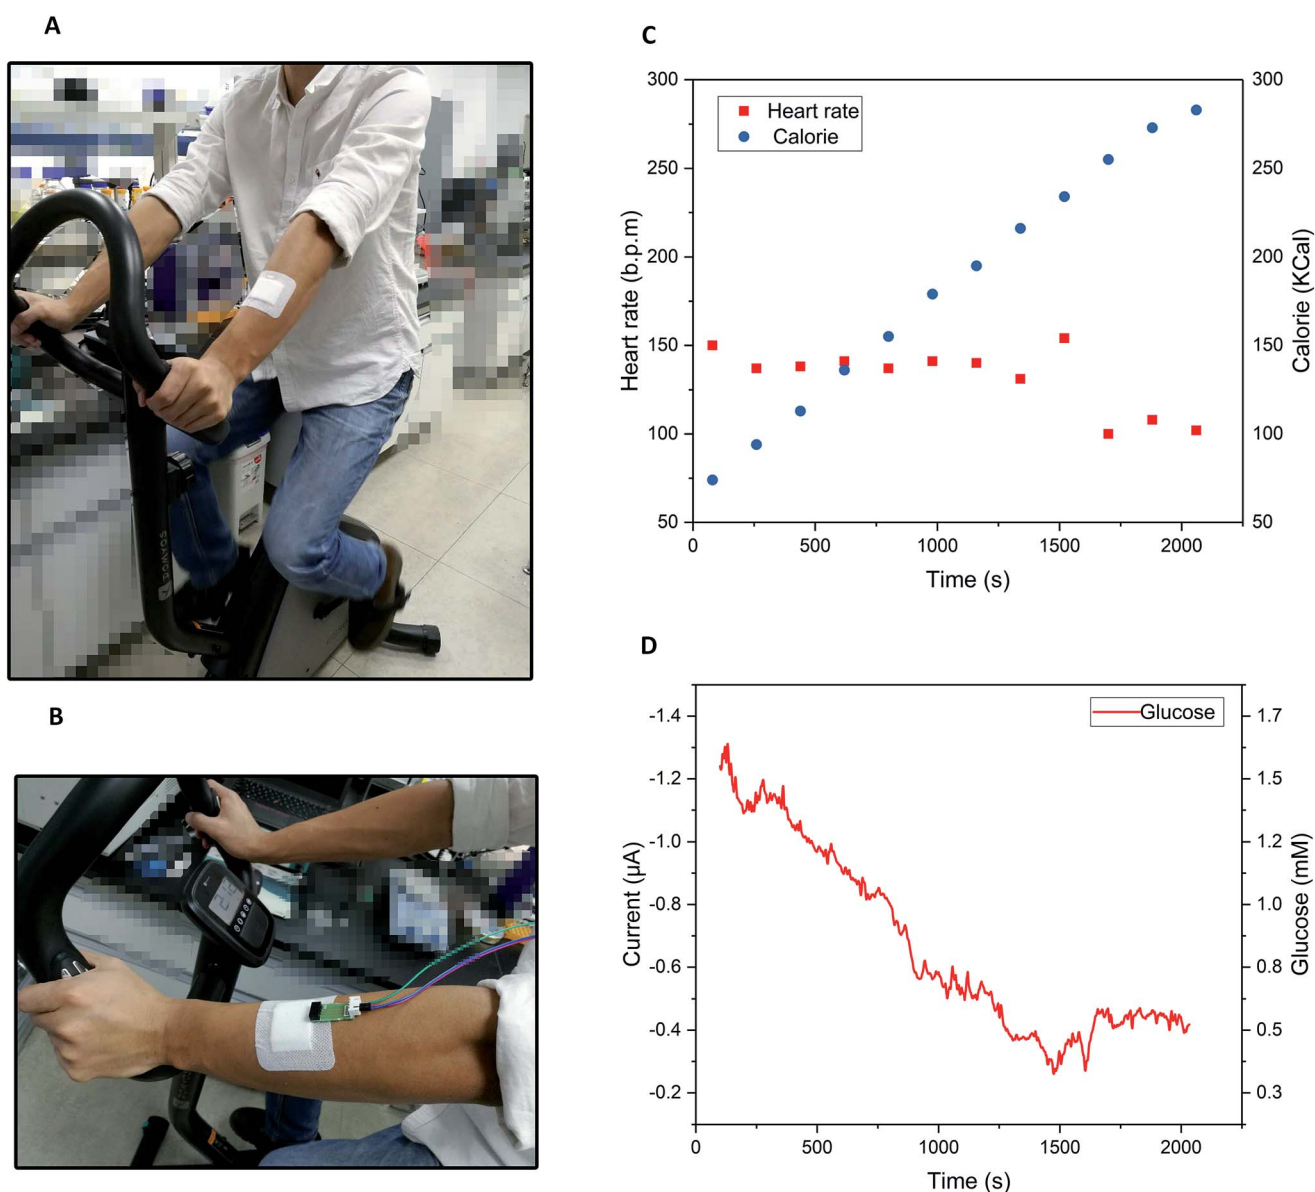 A
DOMYOS
B
C
300
250
200
150
100
50
Heart rate (b.p.m)
Heart rate
Calorie
300
250
200
150
100
50
Calorie (KCal)
0
500
1000
1500
2000
Time (s)
D
-1.4
-1.2
-1.0
-0.8
-0.6
-0.4
-0.2
Current (μA)
Glucose
1.7
1.5
1.2
1.0
0.8
0.5
0.3
Glucose (mM)
0
500
1000
1500
2000
Time (s)